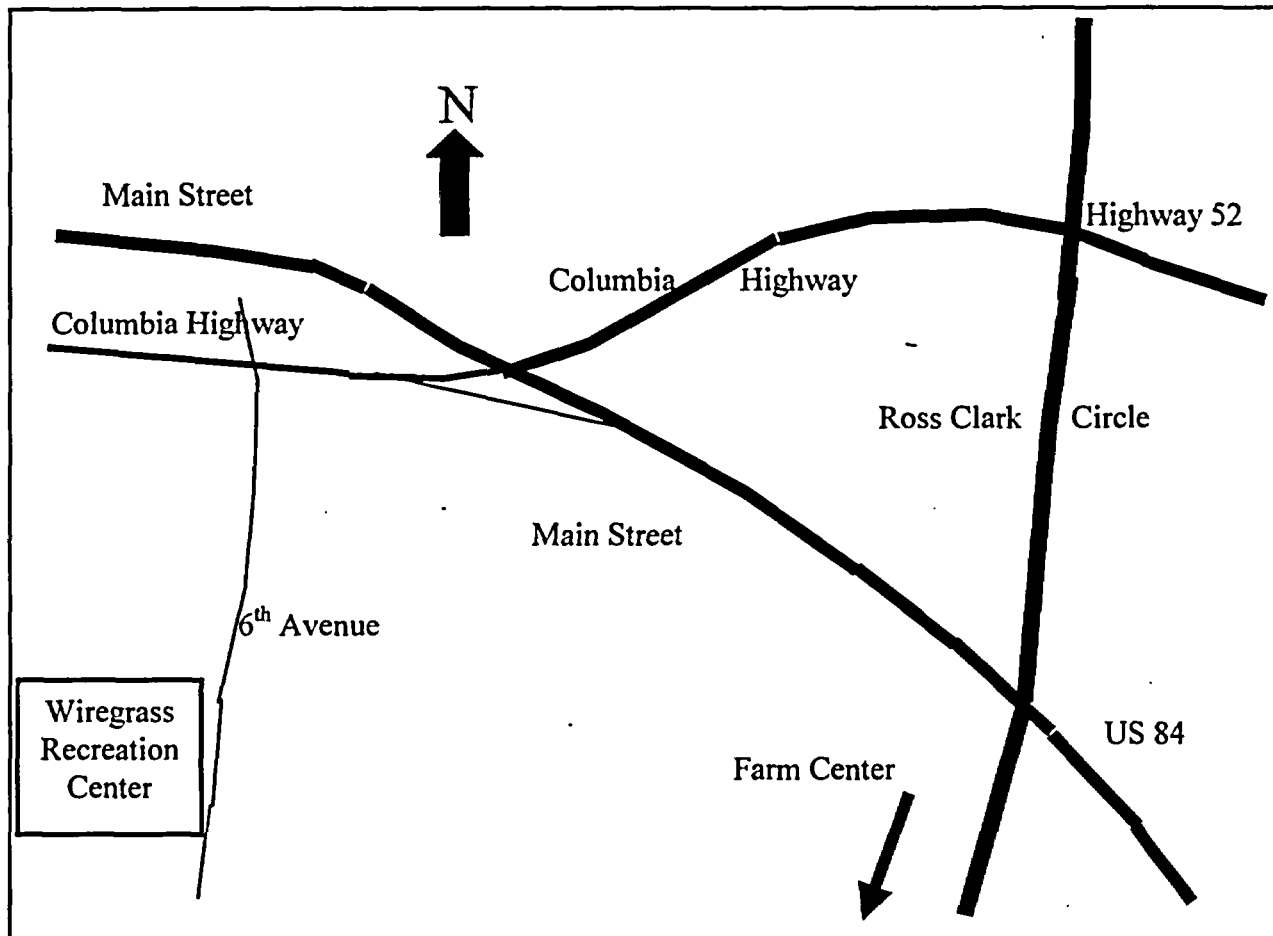 N
Main Street
Highway 52
Columbia Highway
Columbia Highway
Ross Clark Circle
Main Street
6th Avenue
Wiregrass
Recreation
Center
US 84
Farm Center